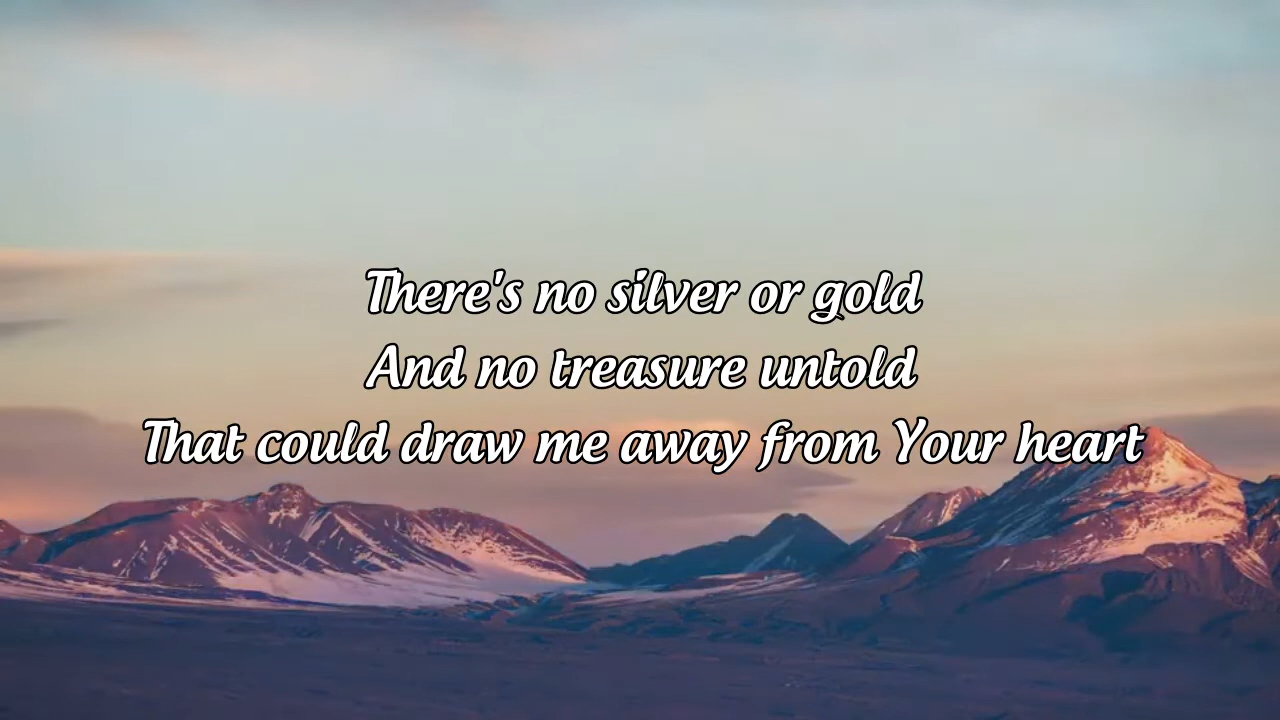 There's no silver or gold
And no treasure untold
That could draw me away from Your heart